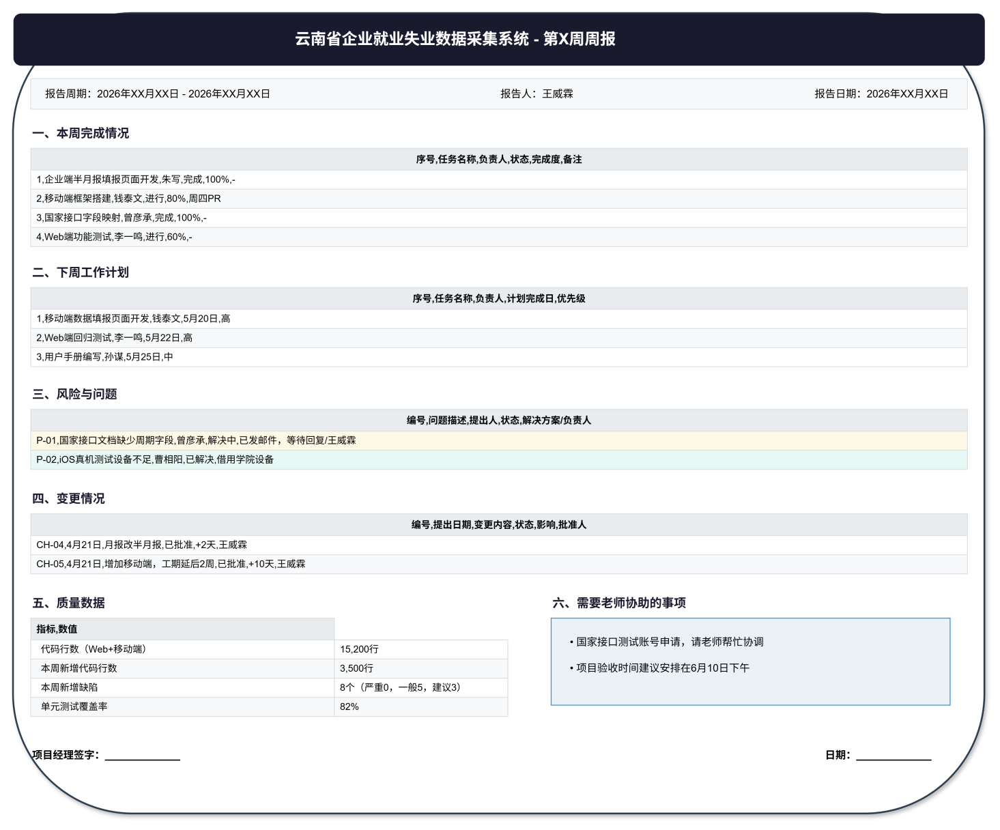 云南省企业就业失业数据采集系统 - 第X周周报
报告周期：2026年XX月XX日 - 2026年XX月XX日
报告人：王威霖
报告日期：2026年XX月XX日
一、本周完成情况
序号,任务名称,负责人,状态,完成度,备注
1,企业端半月报填报页面开发,朱写,完成,100%,-
2,移动端框架搭建,钱泰文,进行,80%,周四PR
3,国家接口字段映射,曾彦承,完成,100%,-
4,Web端功能测试,李一鸣,进行,60%,-
二、下周工作计划
序号,任务名称,负责人,计划完成日,优先级
1,移动端数据填报页面开发,钱泰文,5月20日,高
2,Web端回归测试,李一鸣,5月22日,高
3,用户手册编写,孙谋,5月25日,中
三、风险与问题
编号,问题描述,提出人,状态,解决方案/负责人
P-01,国家接口文档缺少周期字段,曾彦承,解决中,已发邮件，等待回复/王威霖
P-02,iOS真机测试设备不足,曹相阳,已解决,借用学院设备
四、变更情况
编号,提出日期,变更内容,状态,影响,批准人
CH-04,4月21日,月报改半月报,已批准,+2天,王威霖
CH-05,4月21日,增加移动端，工期延后2周,已批准,+10天,王威霖
五、质量数据
指标,数值
代码行数（Web+移动端） 15,200行
本周新增代码行数 3,500行
本周新增缺陷 8个（严重0，一般5，建议3）
单元测试覆盖率 82%
六、需要老师协助的事项
• 国家接口测试账号申请，请老师帮忙协调
• 项目验收时间建议安排在6月10日下午
项目经理签字：______________
日期：______________